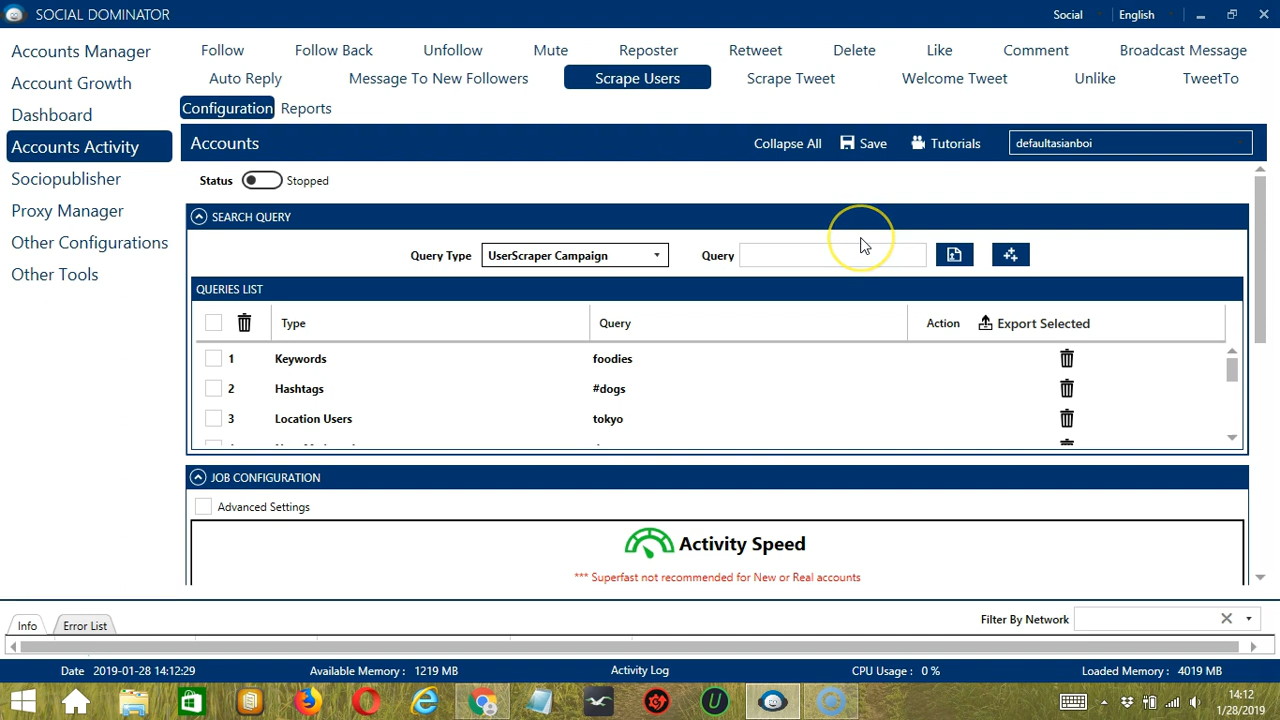 SOCIAL DOMINATOR
Social
English
Accounts Manager
Account Growth
Dashboard
Accounts Activity
Sociopublisher
Proxy Manager
Other Configurations
Other Tools
Follow
Follow Back
Unfollow
Mute
Reposter
Retweet
Delete
Like
Comment
Broadcast Message
Auto Reply
Message To New Followers
Scrape Users
Scrape Tweet
Welcome Tweet
Unlike
TweetTo
Configuration
Reports
Accounts
Collapse All
Save
Tutorials
defaultasianboi
Status
Stopped
SEARCH QUERY
Query Type
UserScraper Campaign
Query
QUERIES LIST
Type
Query
Action
Export Selected
1 Keywords foodies
2 Hashtags #dogs
3 Location Users tokyo
JOB CONFIGURATION
Advanced Settings
Activity Speed
*** Superfast not recommended for New or Real accounts
Info
Error List
Filter By Network
Date 2019-01-28 14:12:29
Available Memory : 1219 MB
Activity Log
CPU Usage : 0 %
Loaded Memory : 4019 MB
14:12
1/28/2019